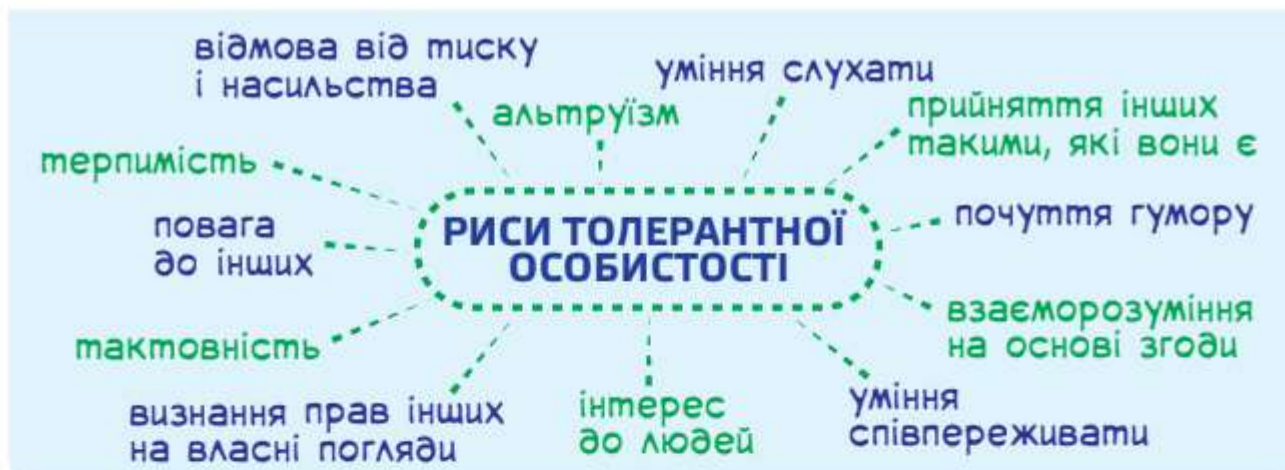 відмова від тиску
і насильства
альтруїзм
уміння слухати
прийняття інших
такими, які вони є
терпимість
повага
до інших
РИСИ ТОЛЕРАНТНОЇ
ОСОБИСТОСТІ
почуття гумору
тактовність
взаєморозуміння
на основі згоди
визнання прав інших
на власні погляди
інтерес
до людей
уміння
співпереживати